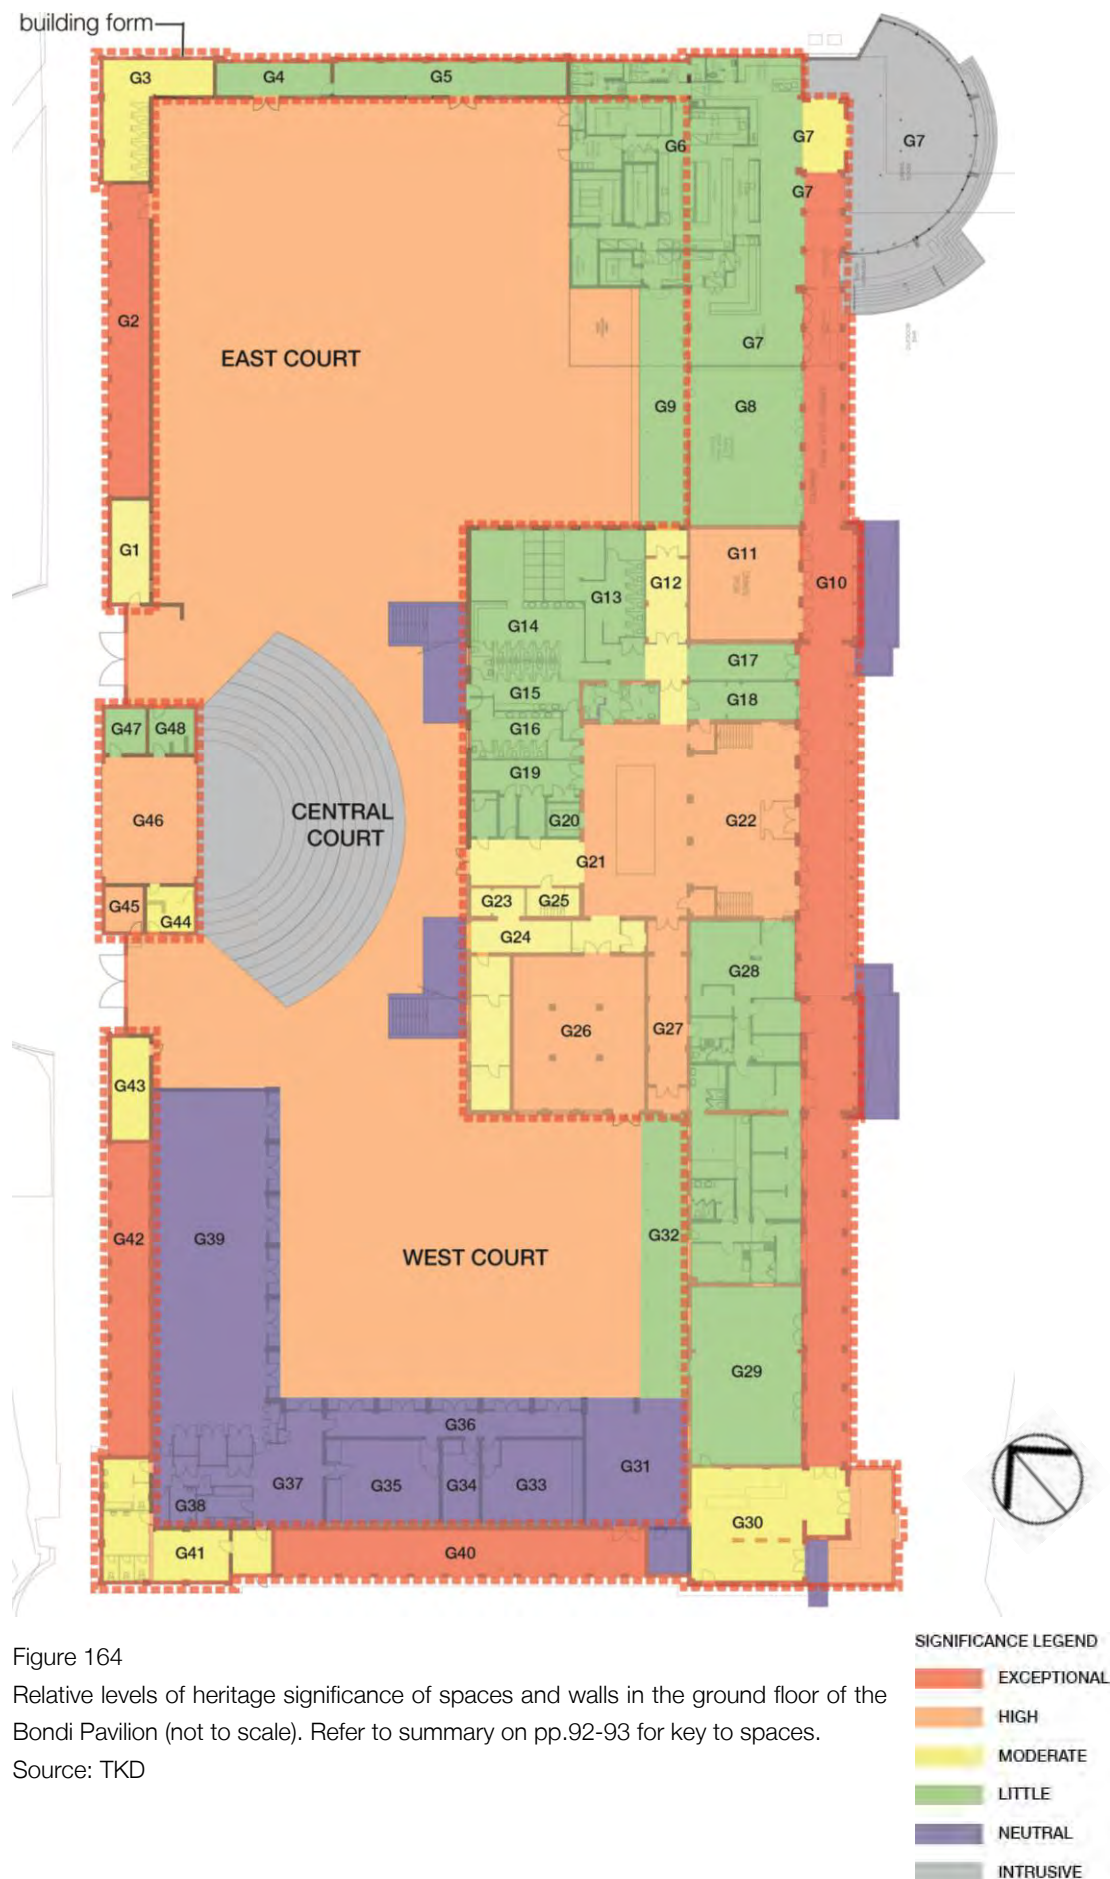 building form
G3
G4
G5
G6
G7
G7
G7
G2
EAST COURT
G7
G9
G8
G1
G13
G12
G11
G10
G14
G17
G15
G18
G47
G48
G16
G19
CENTRAL
COURT
G46
G20
G22
G21
G45
G44
G23
G25
G24
G28
G26
G27
G43
G42
G39
G32
WEST COURT
G29
G36
G31
G37
G35
G34
G33
G38
G30
G41
G40
Figure 164
Relative levels of heritage significance of spaces and walls in the ground floor of the
Bondi Pavilion (not to scale). Refer to summary on pp.92-93 for key to spaces.
Source: TKD
SIGNIFICANCE LEGEND
EXCEPTIONAL
HIGH
MODERATE
LITTLE
NEUTRAL
INTRUSIVE